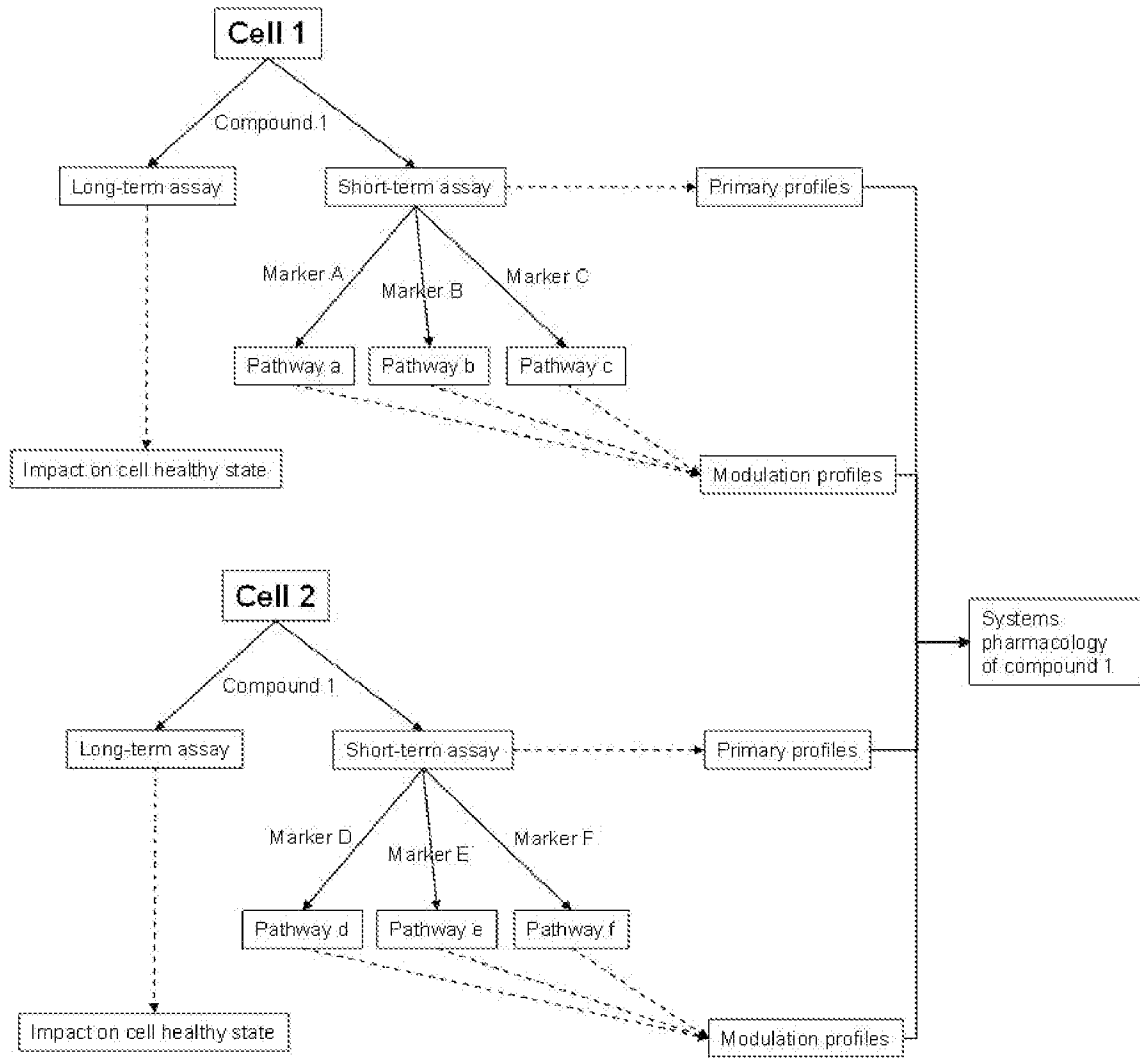 Cell 1
Compound 1
Long-term assay
Short-term assay
Primary profiles
Marker A
Marker B
Marker C
Pathway a
Pathway b
Pathway c
Impact on cell healthy state
Modulation profiles
Cell 2
Systems
pharmacology
of compound 1
Compound 1
Long-term assay
Short-term assay
Primary profiles
Marker D
Marker E
Marker F
Pathway d
Pathway e
Pathway f
Impact on cell healthy state
Modulation profiles